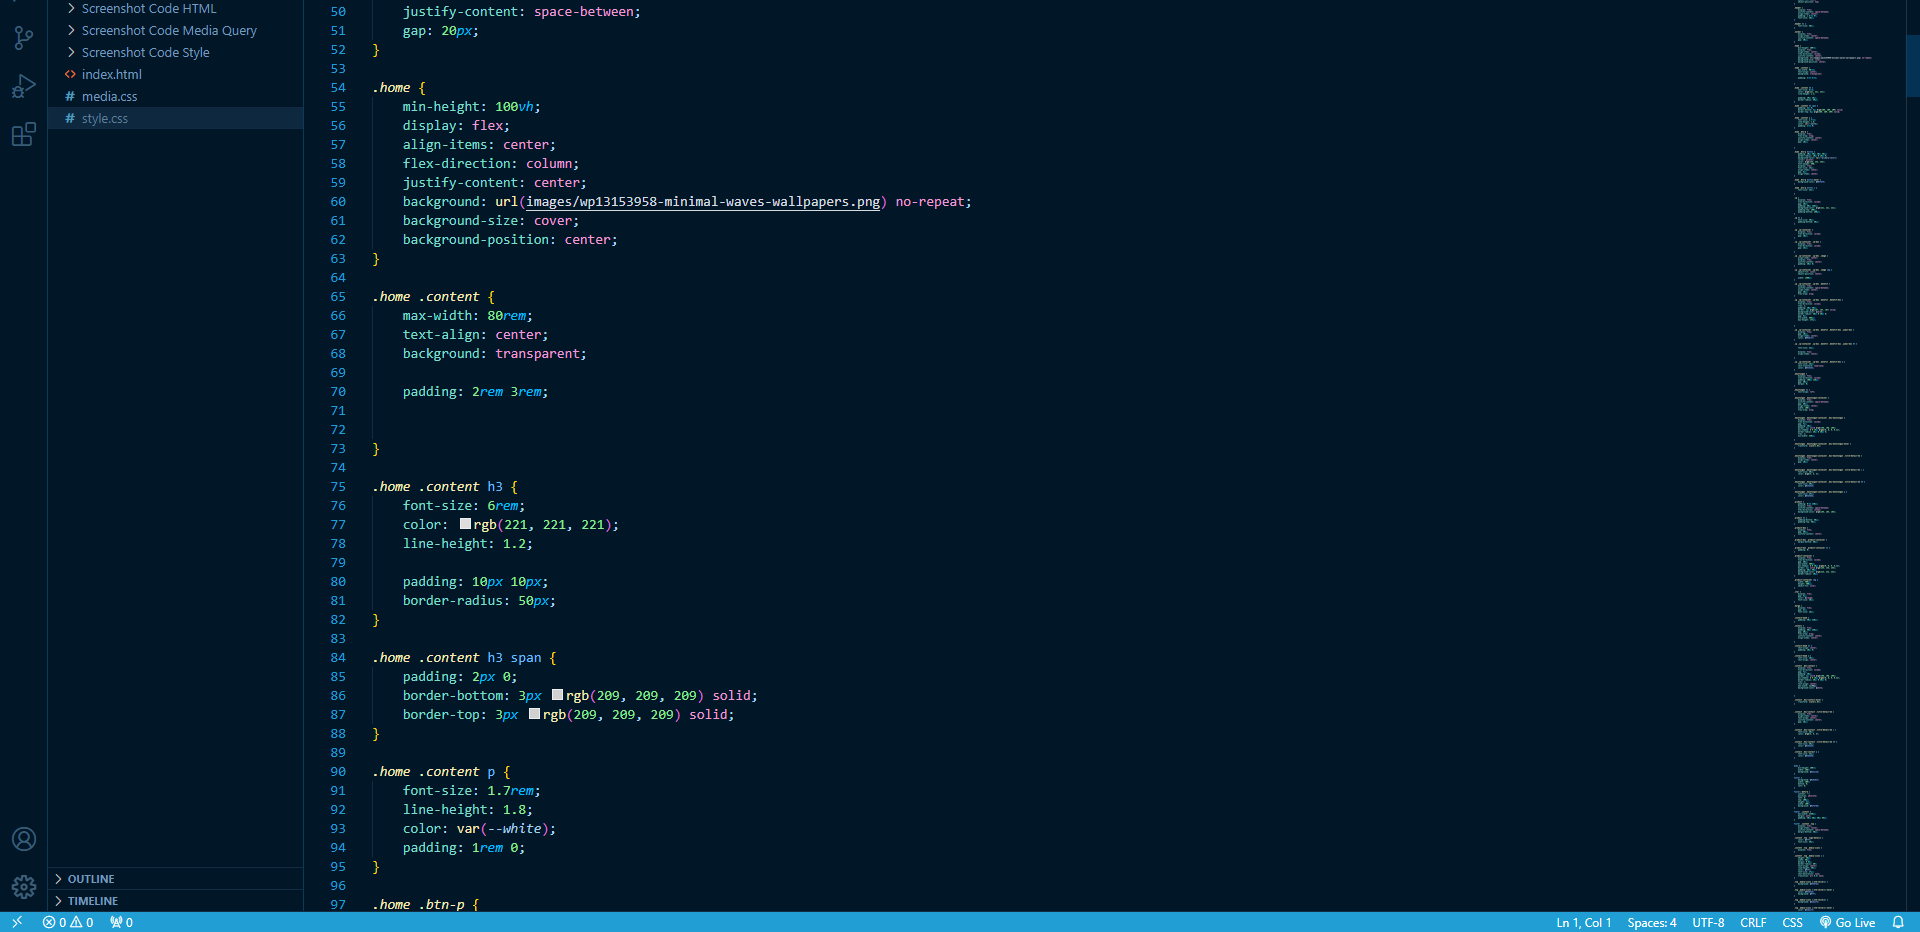 Screenshot Code HTML
Screenshot Code Media Query
Screenshot Code Style
index.html
# media.css
# style.css
OUTLINE
TIMELINE
50 justify-content: space-between;
51 gap: 20px;
52 }
53
54 .home {
55 min-height: 100vh;
56 display: flex;
57 align-items: center;
58 flex-direction: column;
59 justify-content: center;
60 background: url(images/wp13153958-minimal-waves-wallpapers.png) no-repeat;
61 background-size: cover;
62 background-position: center;
63 }
64
65 .home .content {
66 max-width: 80rem;
67 text-align: center;
68 background: transparent;
69
70 padding: 2rem 3rem;
71
72
73 }
74
75 .home .content h3 {
76 font-size: 6rem;
77 color: rgb(221, 221, 221);
78 line-height: 1.2;
79
80 padding: 10px 10px;
81 border-radius: 50px;
82 }
83
84 .home .content h3 span {
85 padding: 2px 0;
86 border-bottom: 3px rgb(209, 209, 209) solid;
87 border-top: 3px rgb(209, 209, 209) solid;
88 }
89
90 .home .content p {
91 font-size: 1.7rem;
92 line-height: 1.8;
93 color: var(--white);
94 padding: 1rem 0;
95 }
96
97 .home .btn-p {
0 0 0 Ln 1, Col 1 Spaces: 4 UTF-8 CRLF CSS Go Live